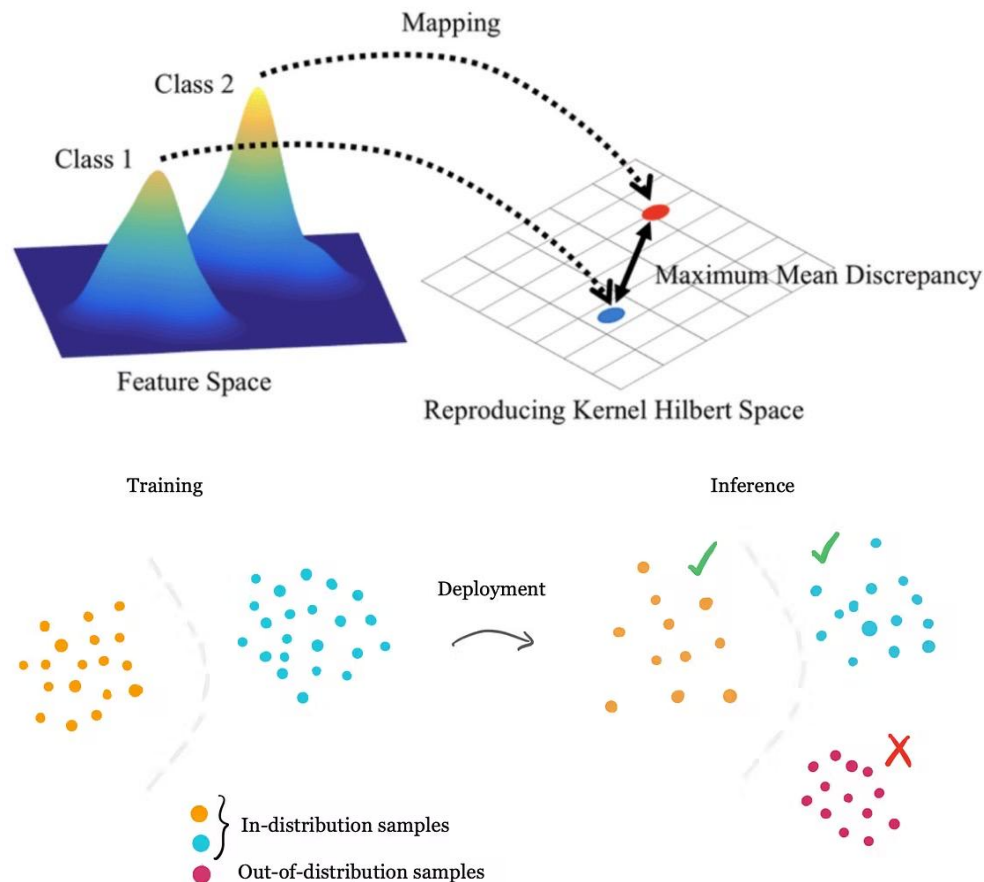 Mapping
Class 2
Class 1
Maximum Mean Discrepancy
Feature Space
Reproducing Kernel Hilbert Space
Training
Inference
Deployment
In-distribution samples
Out-of-distribution samples